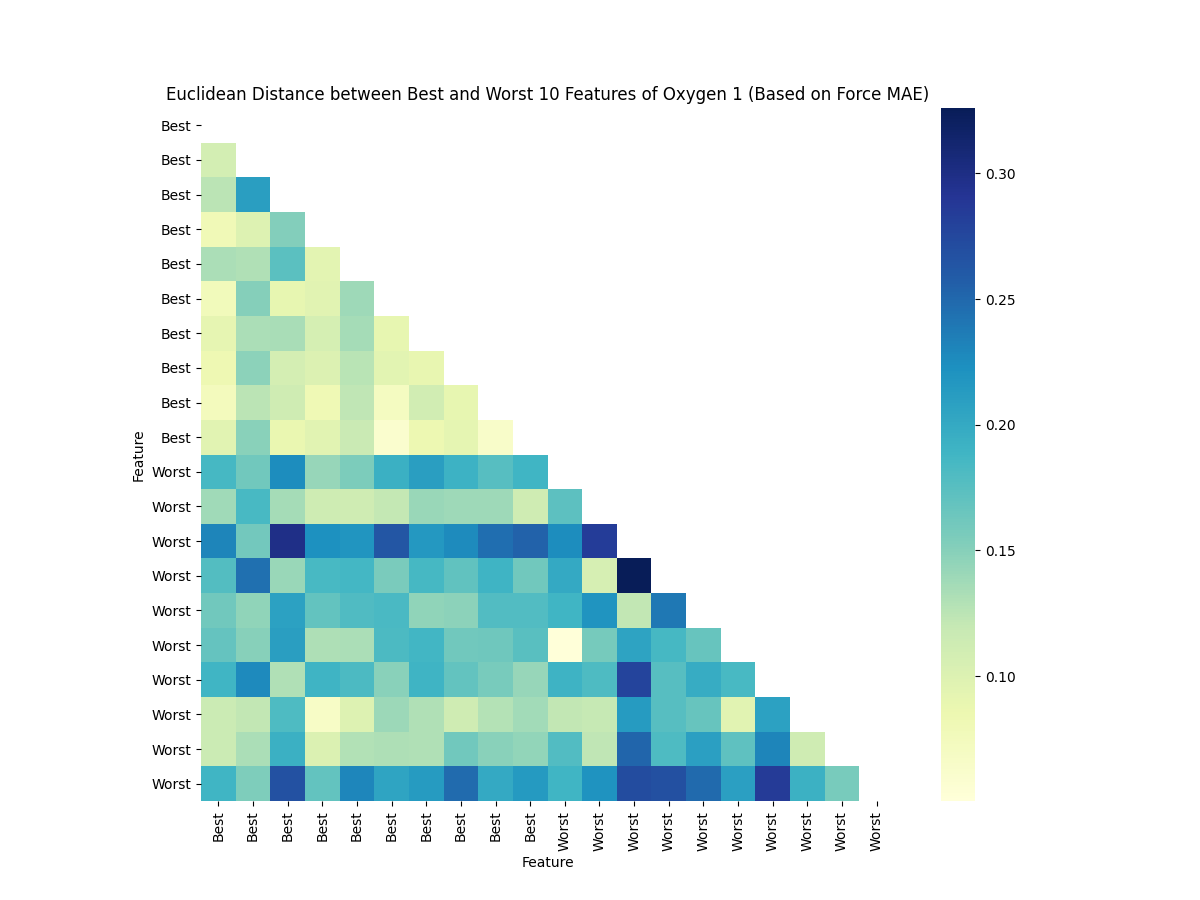 Euclidean Distance between Best and Worst 10 Features of Oxygen 1 (Based on Force MAE)
Best
Best
Best
Best
Best
Best
Best
Best
Best
Best
Worst
Worst
Worst
Worst
Worst
Worst
Worst
Worst
Worst
Worst
Feature
Best Best Best Best Best Best Best Best Best Best Worst Worst Worst Worst Worst Worst Worst Worst Worst Worst
Feature
0.30
0.25
0.20
0.15
0.10